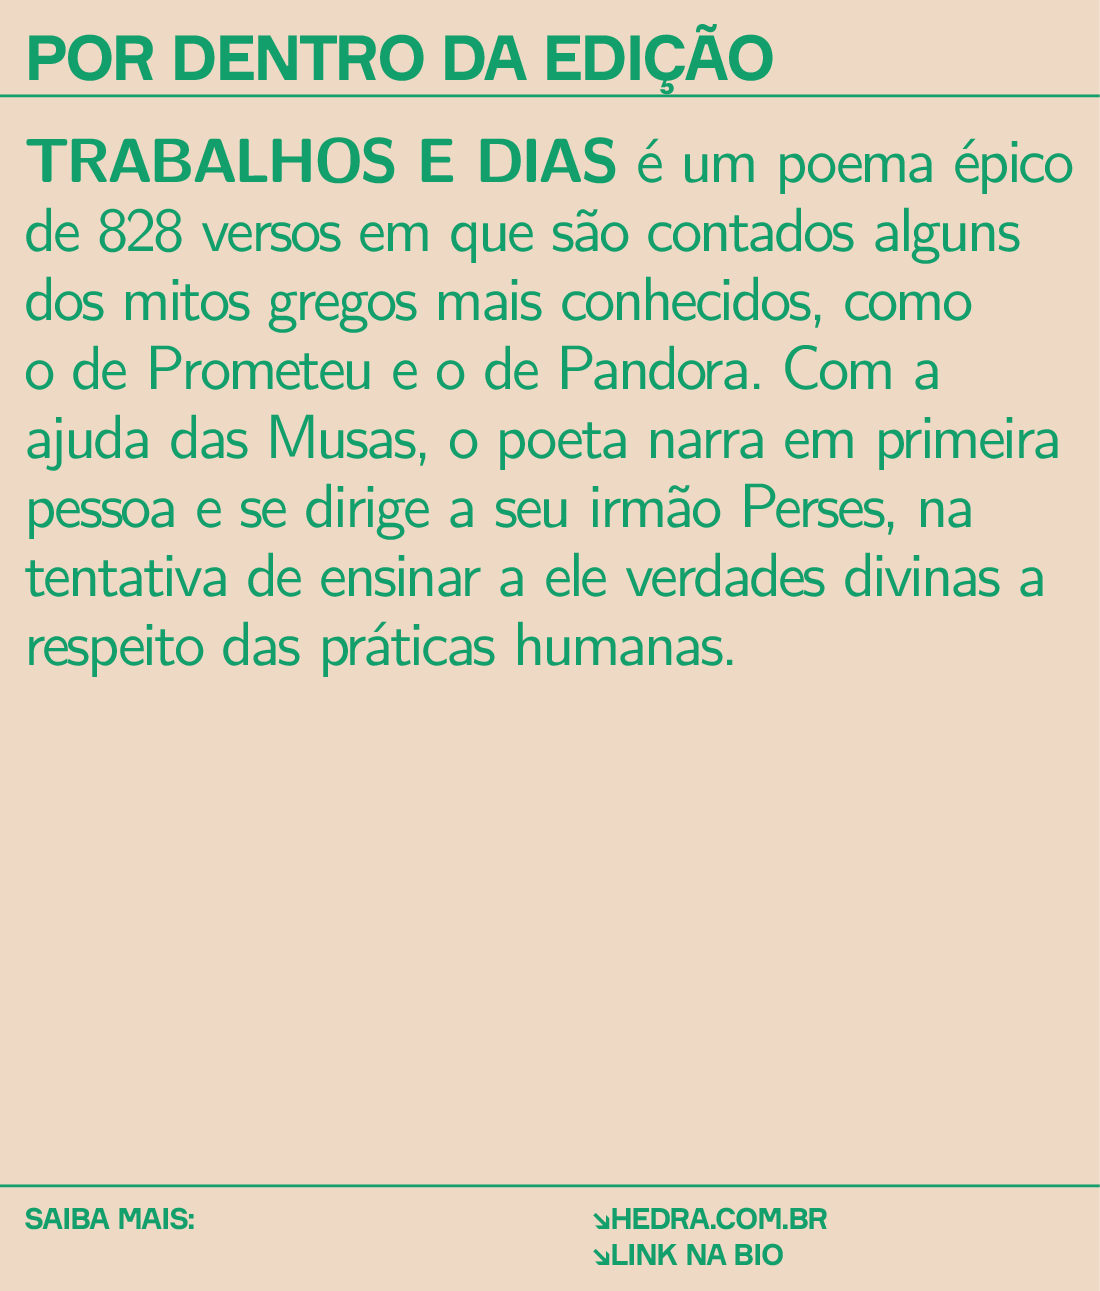 POR DENTRO DA EDIÇÃO
TRABALHOS E DIAS é um poema épico
de 828 versos em que são contados alguns
dos mitos gregos mais conhecidos, como
o de Prometeu e o de Pandora. Com a
ajuda das Musas, o poeta narra em primeira
pessoa e se dirige a seu irmão Perses, na
tentativa de ensinar a ele verdades divinas a
respeito das práticas humanas.
SAIBA MAIS:
↘HEDRA.COM.BR
↘LINK NA BIO